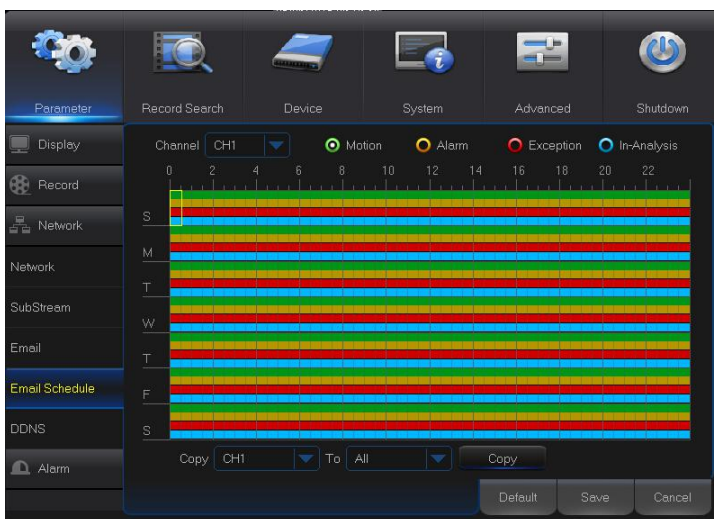 Parameter Record Search Device System Advanced Shutdown
Display
Record
Network
Network
SubStream
Email
Email Schedule
DDNS
Alarm
Channel CH1 Motion Alarm Exception In-Analysis
0 2 4 6 8 10 12 14 16 18 20 22
S
M
T
W
T
F
S
Copy CH1 To All Copy
Default Save Cancel